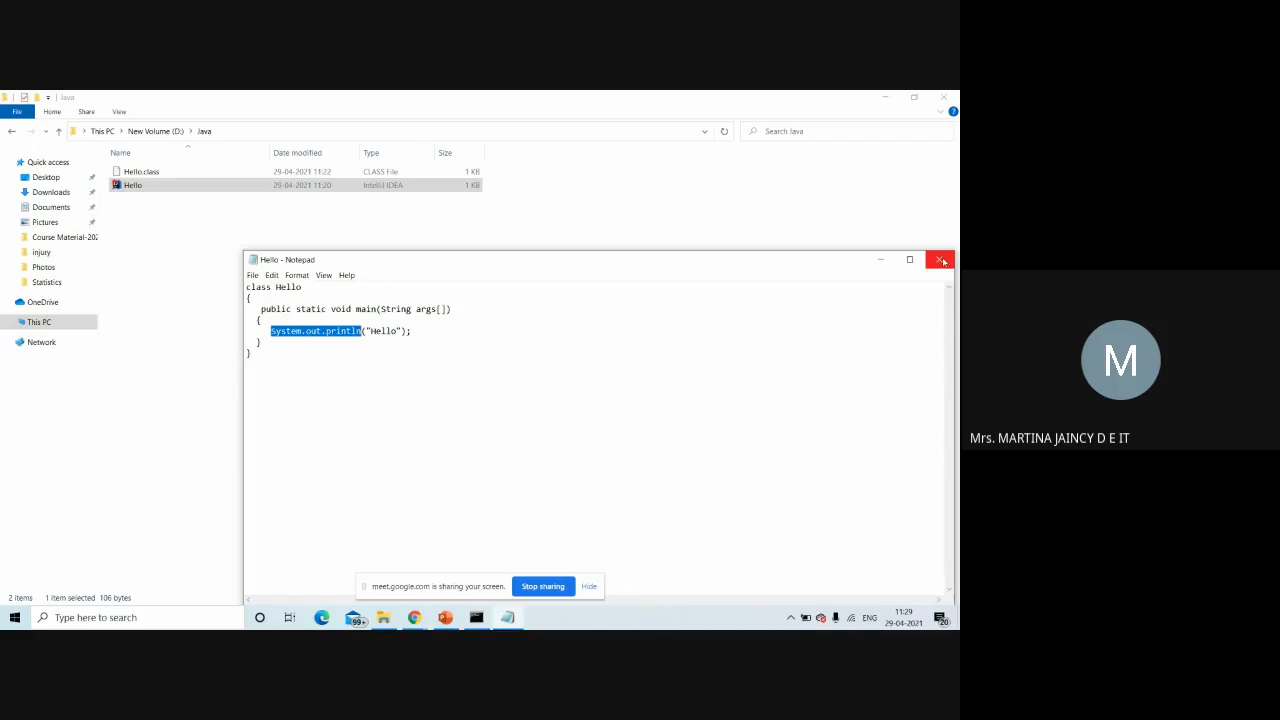 Java
File Home Share View
This PC > New Volume (D:) > Java
Search Java
Name Date modified Type Size
Hello.class 29-04-2021 11:22 CLASS File 1 KB
Hello 29-04-2021 11:20 IntelliJ IDEA 1 KB
Quick access
Desktop
Downloads
Documents
Pictures
Course Material-202
injury
Photos
Statistics
OneDrive
This PC
Network
Hello - Notepad
File Edit Format View Help
class Hello
{
public static void main(String args[])
{
System.out.println("Hello");
}
}
meet.google.com is sharing your screen. Stop sharing Hide
2 items 1 item selected 106 bytes
Type here to search
99+
ENG
11:29
29-04-2021
20
M
Mrs. MARTINA JAINCY D E IT